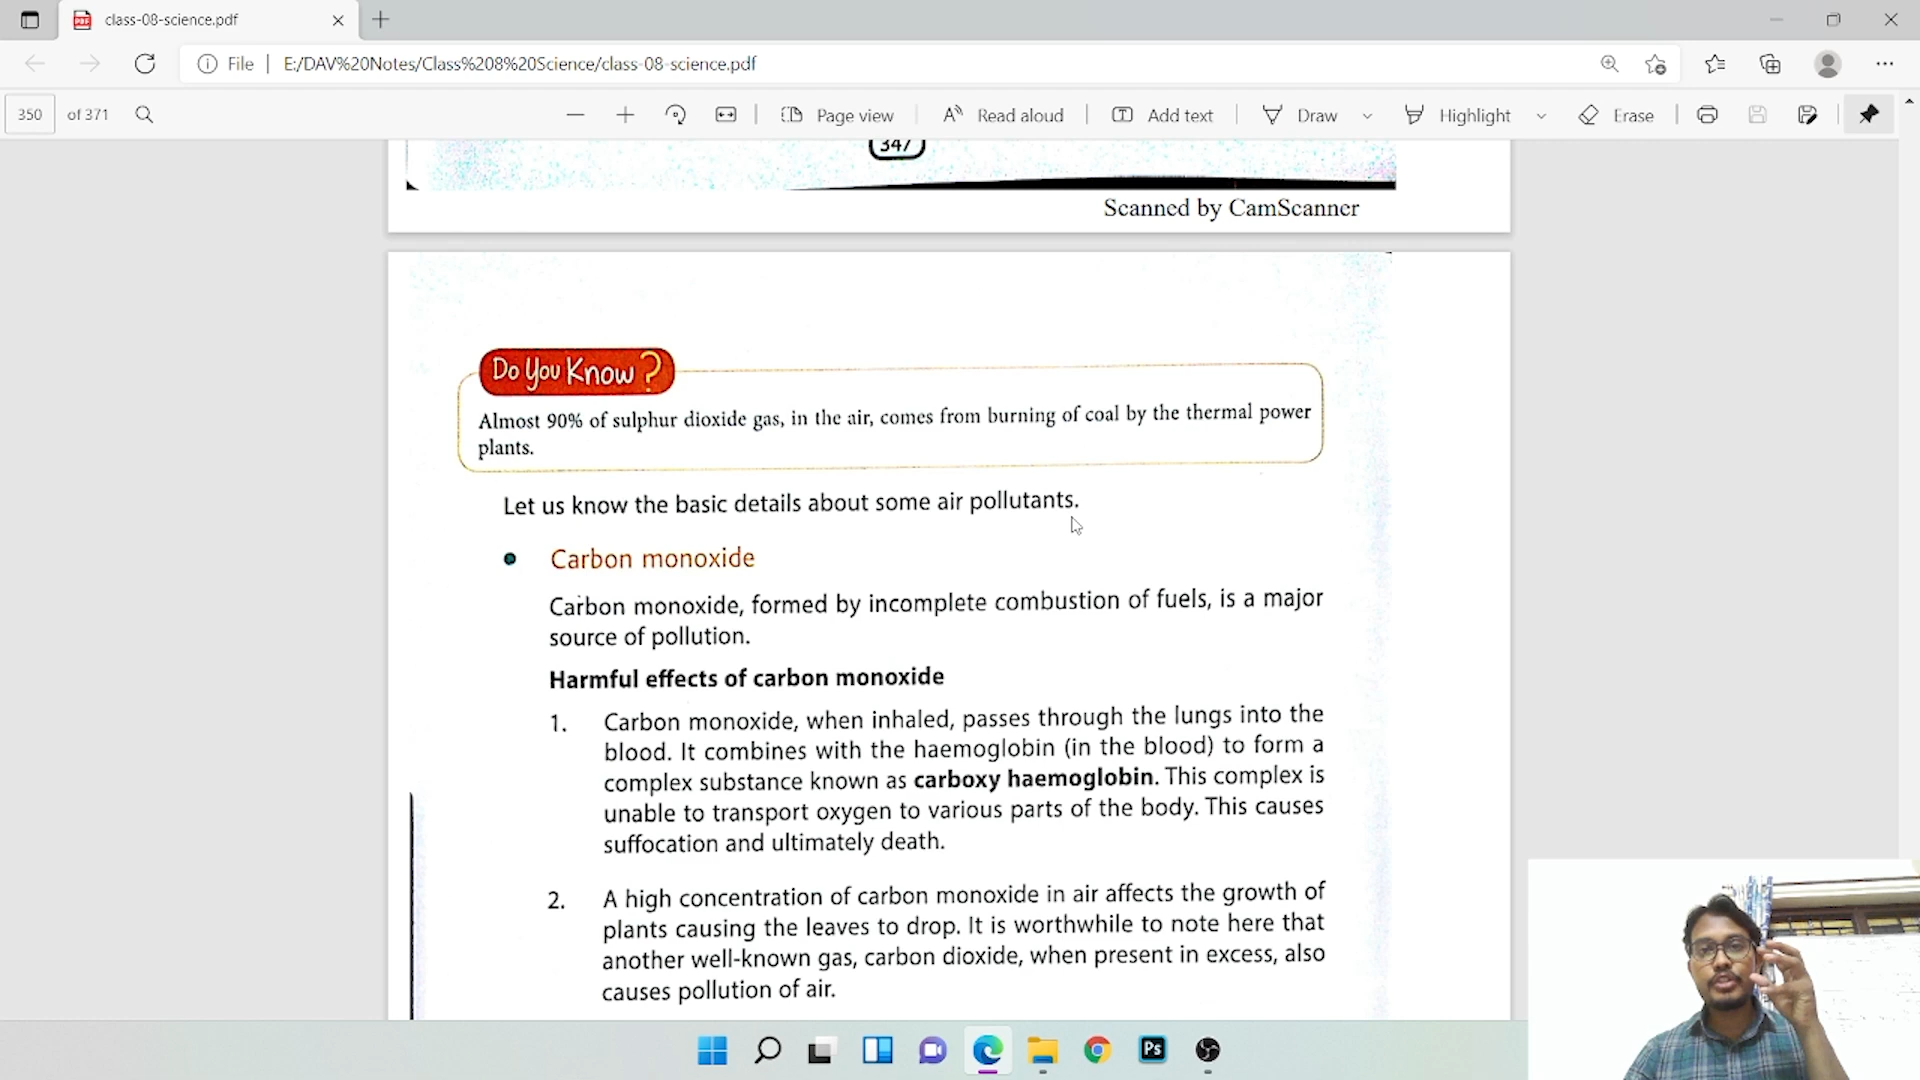 class-08-science.pdf
File
E:/DAV%20Notes/Class%208%20Science/class-08-science.pdf
350 of 371
Page view
Read aloud
Add text
Draw
Highlight
Erase
347
Scanned by CamScanner
Do You Know?
Almost 90% of sulphur dioxide gas, in the air, comes from burning of coal by the thermal power
plants.
Let us know the basic details about some air pollutants.
Carbon monoxide
Carbon monoxide, formed by incomplete combustion of fuels, is a major
source of pollution.
Harmful effects of carbon monoxide
1. Carbon monoxide, when inhaled, passes through the lungs into the
blood. It combines with the haemoglobin (in the blood) to form a
complex substance known as carboxy haemoglobin. This complex is
unable to transport oxygen to various parts of the body. This causes
suffocation and ultimately death.
2. A high concentration of carbon monoxide in air affects the growth of
plants causing the leaves to drop. It is worthwhile to note here that
another well-known gas, carbon dioxide, when present in excess, also
causes pollution of air.
Ps